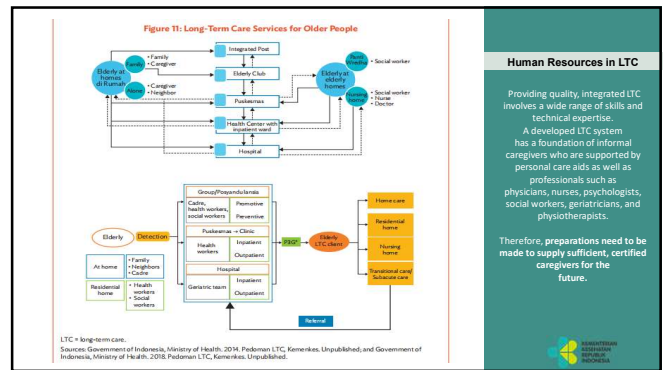 Figure 11: Long-Term Care Services for Older People
Integrated Post
Elderly Club
Puskesmas
Health Center with
inpatient ward
Hospital
Elderly at
homes
di Rumah
Family
• Family
• Caregiver
None
• Caregiver
• Neighbor
Elderly at
elderly
homes
Panti
Werdha
• Social worker
Nursing
home
• Social worker
• Nurse
• Doctor
Elderly
Detection
At home
• Family
• Neighbors
• Cadre
Residential
home
• Health
workers
• Social
workers
Group/Posyandu lansia
Cadre,
health workers,
social workers
Promotive
Preventive
Puskesmas → Clinic
Health
workers
Inpatient
Outpatient
Hospital
Geriatric team
Inpatient
Outpatient
P3G*
Elderly
LTC client
Home care
Residential
home
Nursing
home
Transitional care/
Subacute care
Referral
LTC = long-term care.
Sources: Government of Indonesia, Ministry of Health. 2014. Pedoman LTC, Kemenkes. Unpublished; and Government of
Indonesia, Ministry of Health. 2018. Pedoman LTC, Kemenkes. Unpublished.
Human Resources in LTC
Providing quality, integrated LTC
involves a wide range of skills and
technical expertise.
A developed LTC system
has a foundation of informal
caregivers who are supported by
personal care aids as well as
professionals such as
physicians, nurses, psychologists,
social workers, geriatricians, and
physiotherapists.
Therefore, preparations need to be
made to supply sufficient, certified
caregivers for the
future.
KEMENTERIAN
KESEHATAN
REPUBLIK
INDONESIA